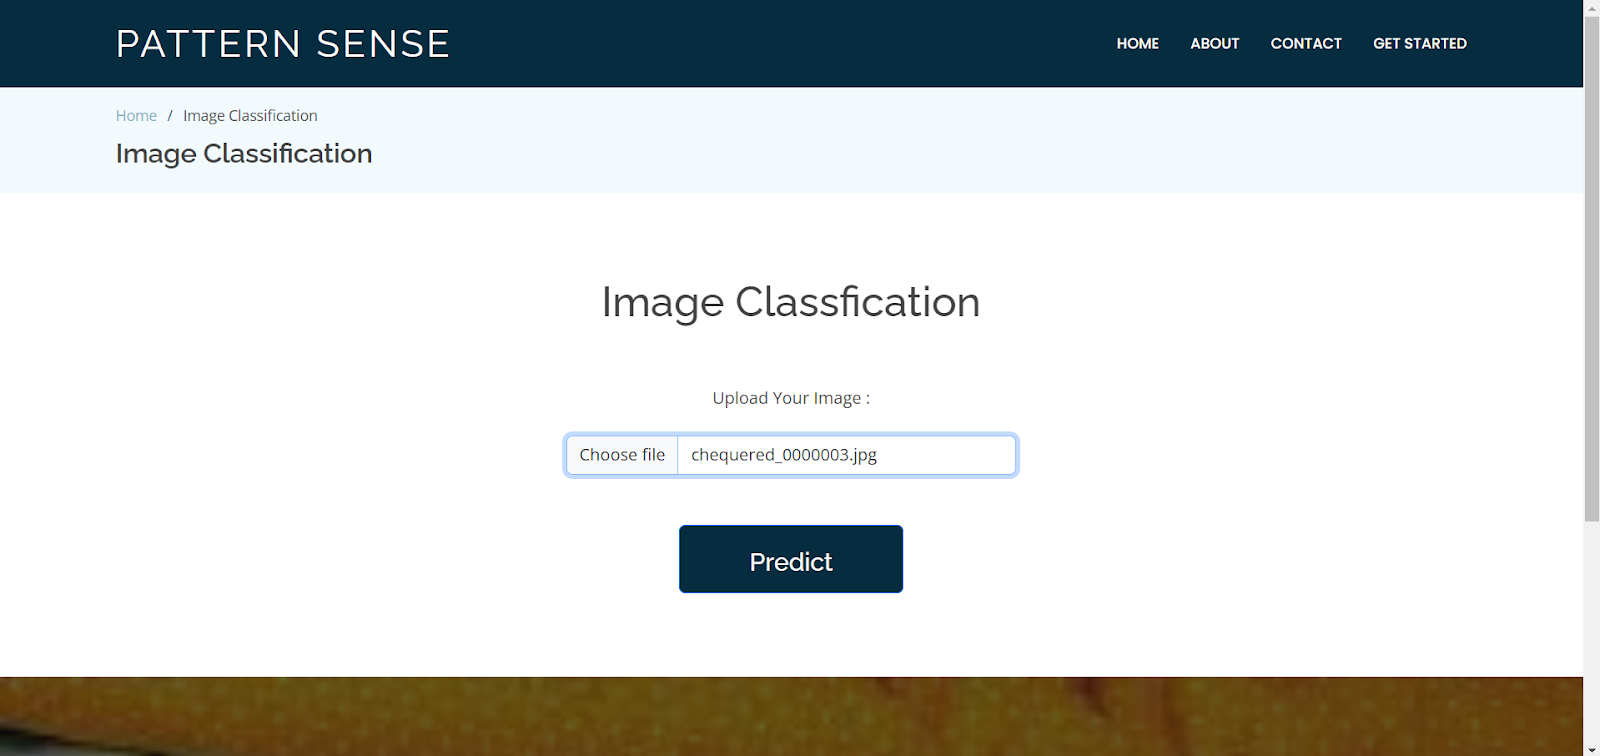 PATTERN SENSE
HOME ABOUT CONTACT GET STARTED
Home / Image Classification
Image Classification
Image Classfication
Upload Your Image :
Choose file chequered_0000003.jpg
Predict